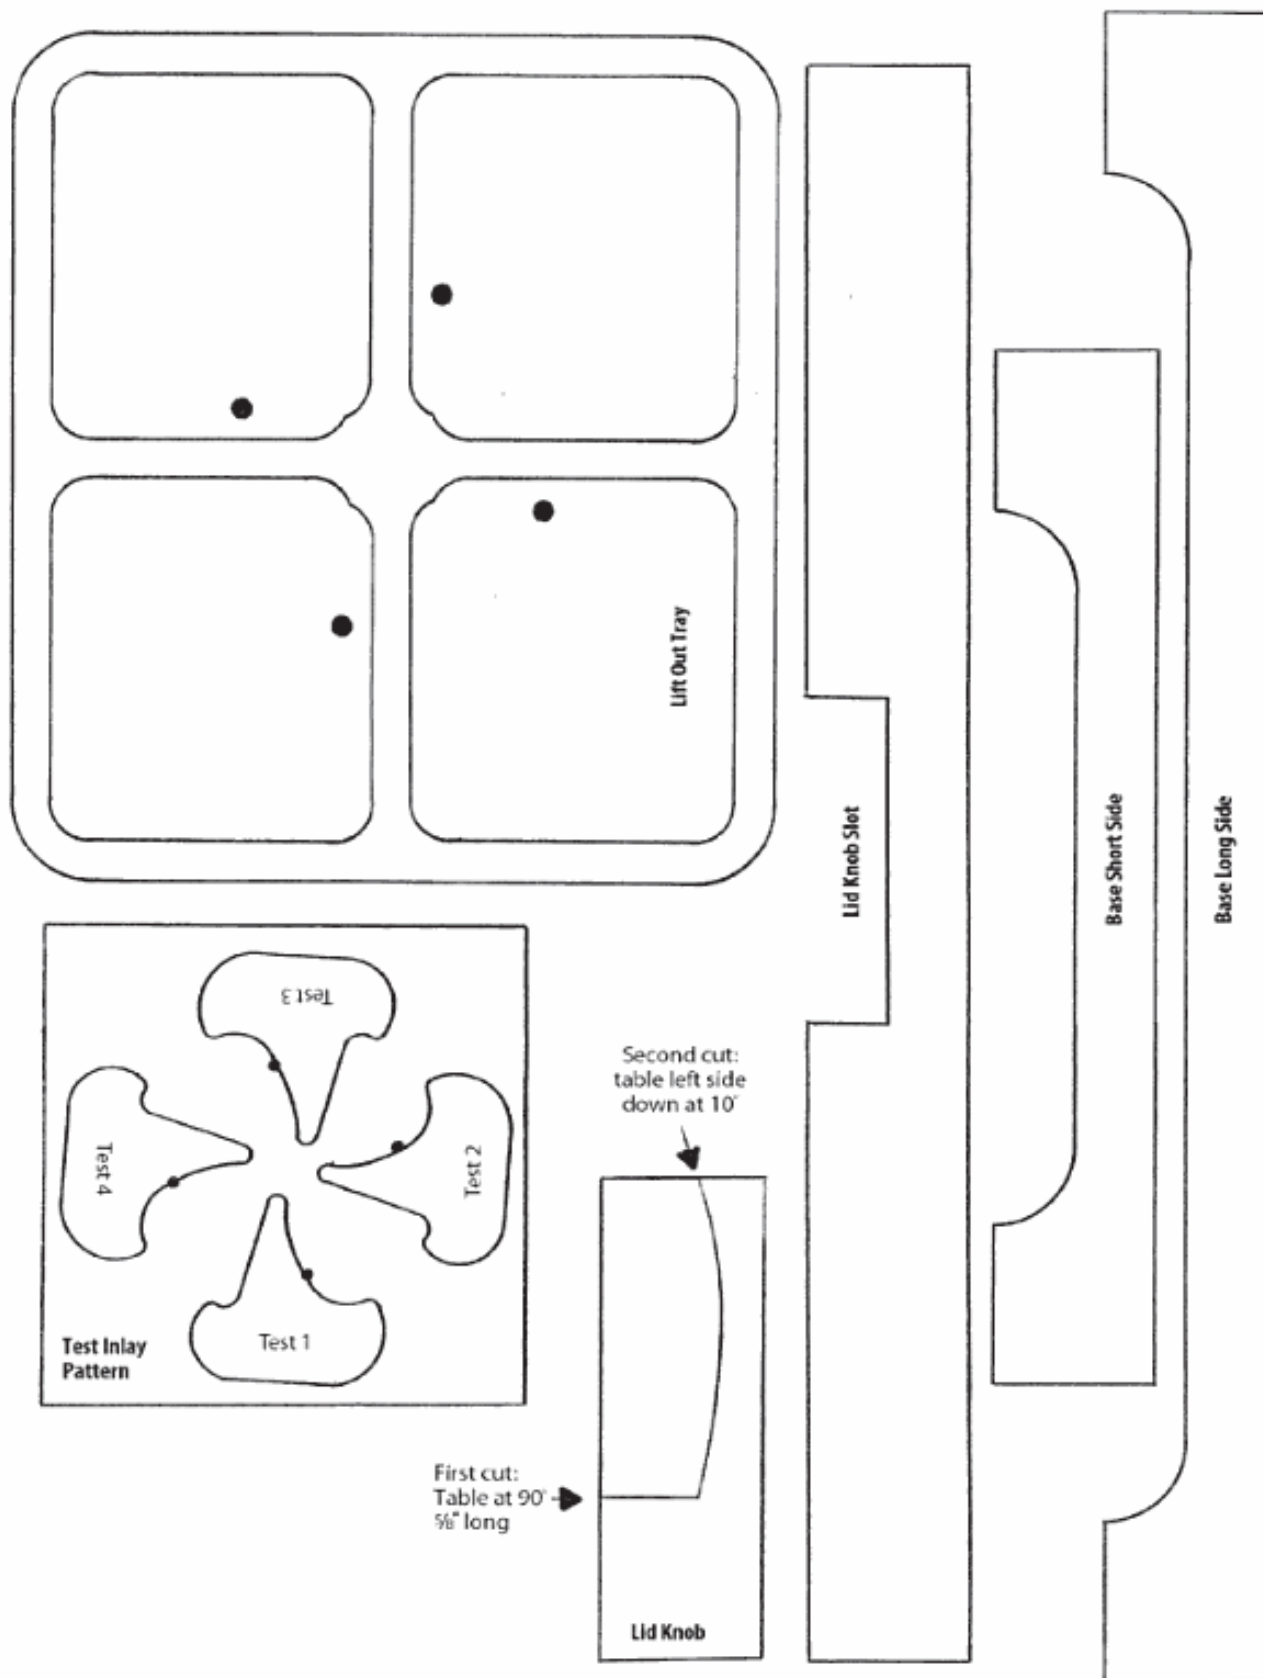 Lift Out Tray
Lid Knob Slot
Base Short Side
Base Long Side
Test 3
Test 2
Test 4
Test 1
Test Inlay
Pattern
Second cut:
table left side
down at 10°
First cut:
Table at 90°
⅝" long
Lid Knob